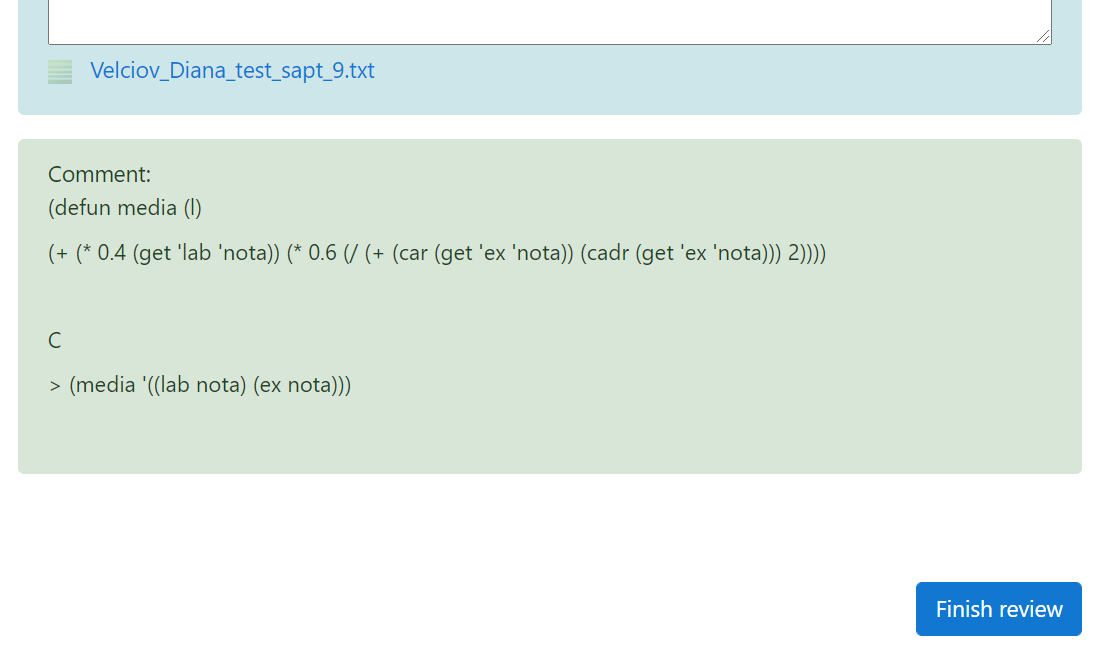 Velciov_Diana_test_sapt_9.txt
Comment:
(defun media (l)
(+ (* 0.4 (get 'lab 'nota)) (* 0.6 (/ (+ (car (get 'ex 'nota)) (cadr (get 'ex 'nota))) 2))))
C
> (media '((lab nota) (ex nota)))
Finish review